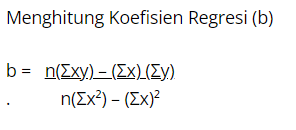 Menghitung Koefisien Regresi (b)
b = n(Σxy) – (Σx) (Σy)
. n(Σx²) – (Σx)²